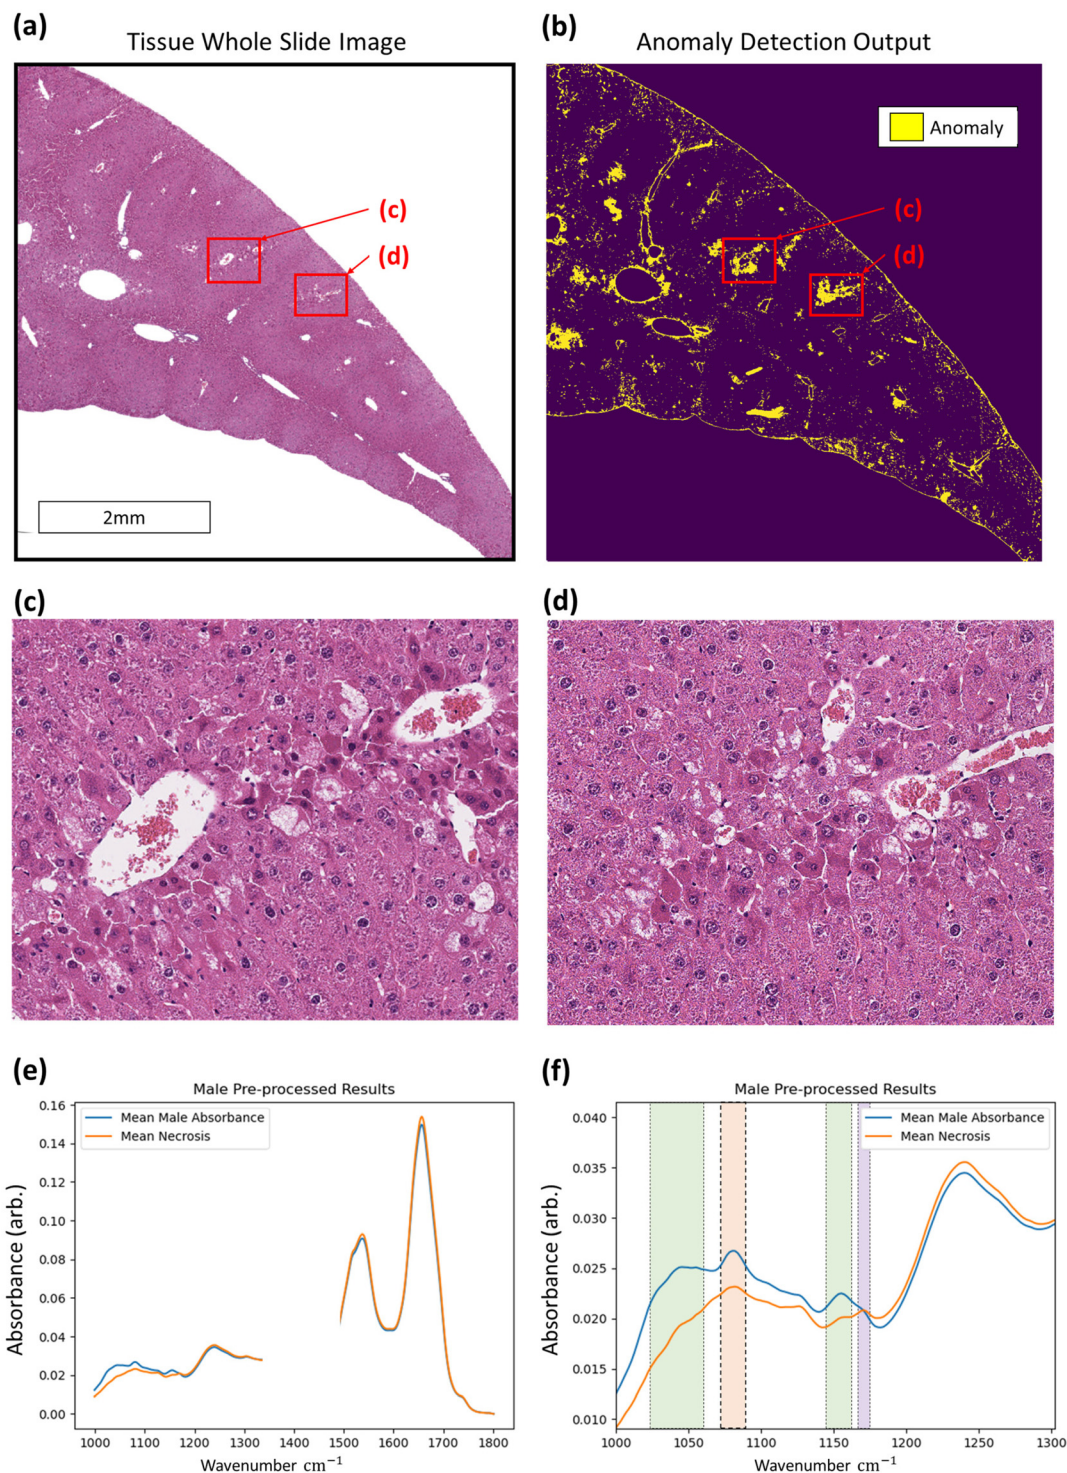 (a)
Tissue Whole Slide Image
(c)
(d)
2mm
(b)
Anomaly Detection Output
Anomaly
(c)
(d)
(c)
(d)
(e)
Male Pre-processed Results
Mean Male Absorbance
Mean Necrosis
Absorbance (arb.)
0.16
0.14
0.12
0.10
0.08
0.06
0.04
0.02
0.00
1000 1100 1200 1300 1400 1500 1600 1700 1800
Wavenumber cm⁻¹
(f)
Male Pre-processed Results
Mean Male Absorbance
Mean Necrosis
Absorbance (arb.)
0.040
0.035
0.030
0.025
0.020
0.015
0.010
1000 1050 1100 1150 1200 1250 1300
Wavenumber cm⁻¹